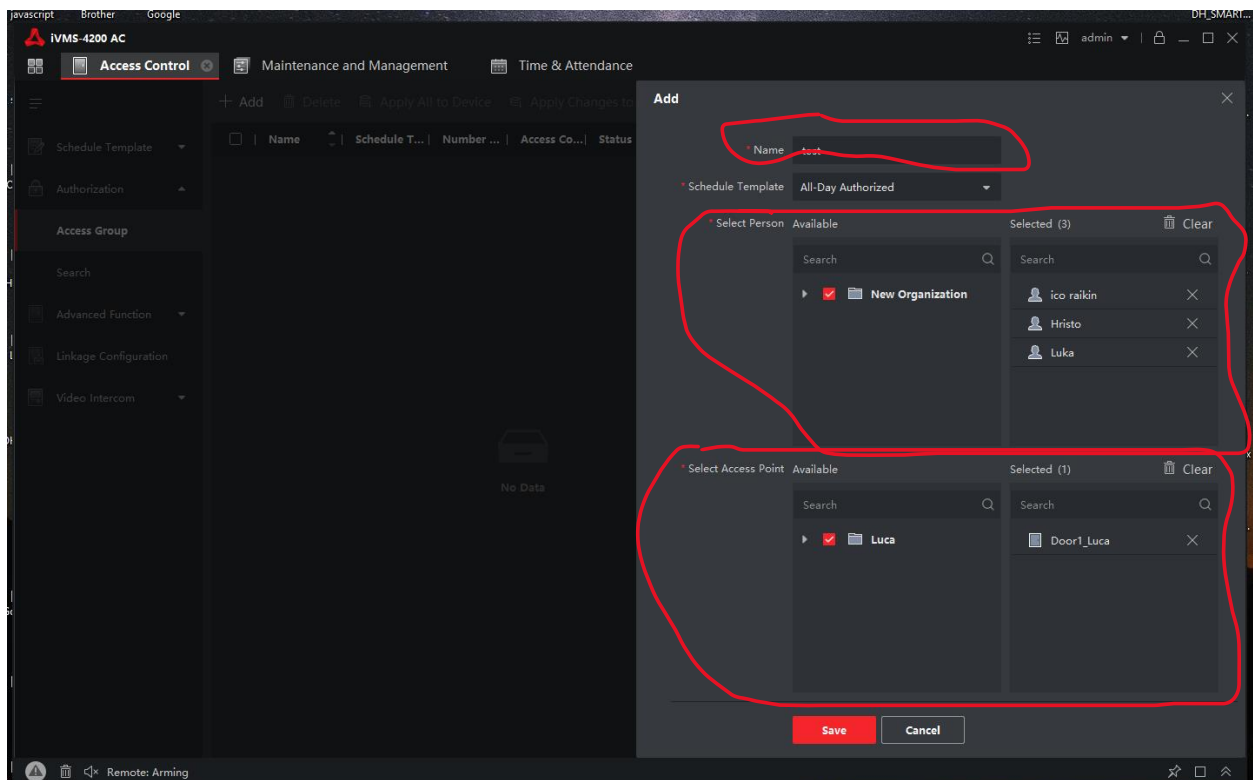 javascript Brother Google DH_SMART...
iVMS-4200 AC admin
Access Control Maintenance and Management Time & Attendance
Add Delete Apply All to Device Apply Changes to
Add
Name Schedule T... Number ... Access Co... Status
* Name test
Schedule Template
* Schedule Template All-Day Authorized
Authorization
* Select Person Available Selected (3) Clear
Access Group
Search Search
Search
New Organization ico raikin
Advanced Function
Hristo
Linkage Configuration
Luka
Video Intercom
* Select Access Point Available Selected (1) Clear
No Data
Search Search
Luca Door1_Luca
Save Cancel
Remote: Arming